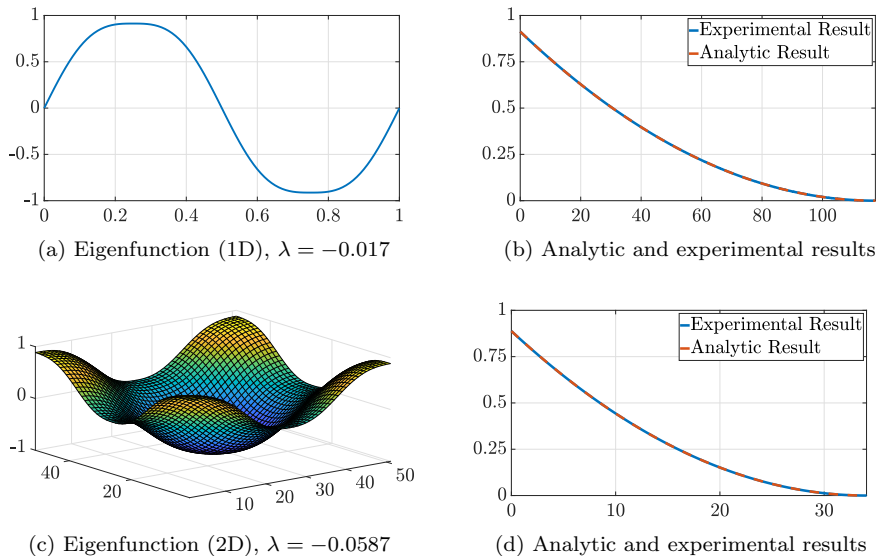 1
0.5
0
-0.5
-1
0 0.2 0.4 0.6 0.8 1
(a) Eigenfunction (1D), λ = −0.017
1
0.75
0.5
0.25
0
0 20 40 60 80 100
Experimental Result
Analytic Result
(b) Analytic and experimental results
1
0
-1
40
20
10
20
30
40
50
(c) Eigenfunction (2D), λ = −0.0587
1
0.75
0.5
0.25
0
0 10 20 30
Experimental Result
Analytic Result
(d) Analytic and experimental results